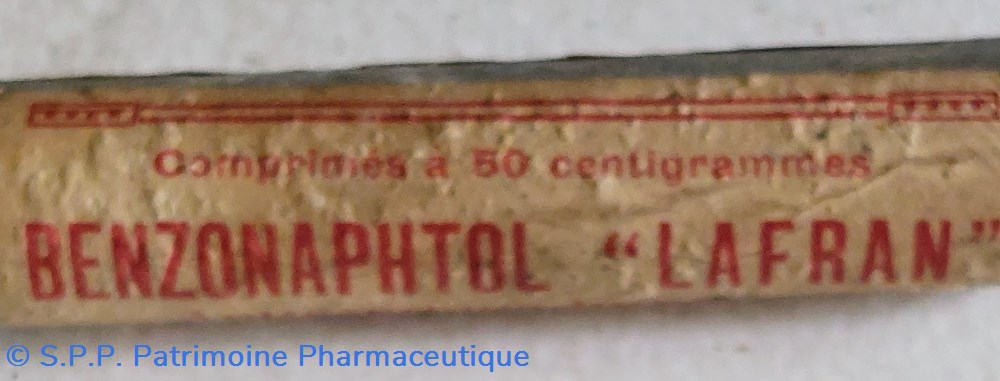 Comprimés à 50 centigrammes
BENZONAPHTOL “LAFRAN”
© S.P.P. Patrimoine Pharmaceutique